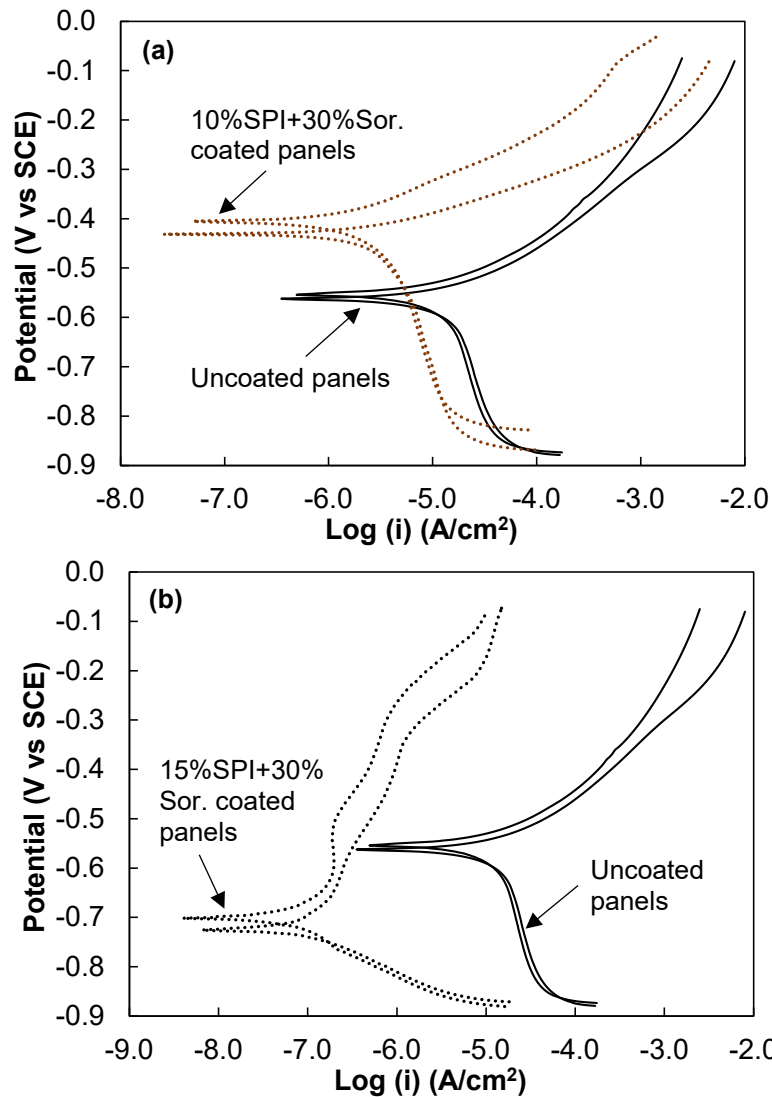 (a)
0.0
-0.1
-0.2
-0.3
-0.4
-0.5
-0.6
-0.7
-0.8
-0.9
Potential (V vs SCE)
10%SPI+30%Sor.
coated panels
Uncoated panels
-8.0 -7.0 -6.0 -5.0 -4.0 -3.0 -2.0
Log (i) (A/cm²)
(b)
0.0
-0.1
-0.2
-0.3
-0.4
-0.5
-0.6
-0.7
-0.8
-0.9
Potential (V vs SCE)
15%SPI+30%
Sor. coated
panels
Uncoated
panels
-9.0 -8.0 -7.0 -6.0 -5.0 -4.0 -3.0 -2.0
Log (i) (A/cm²)